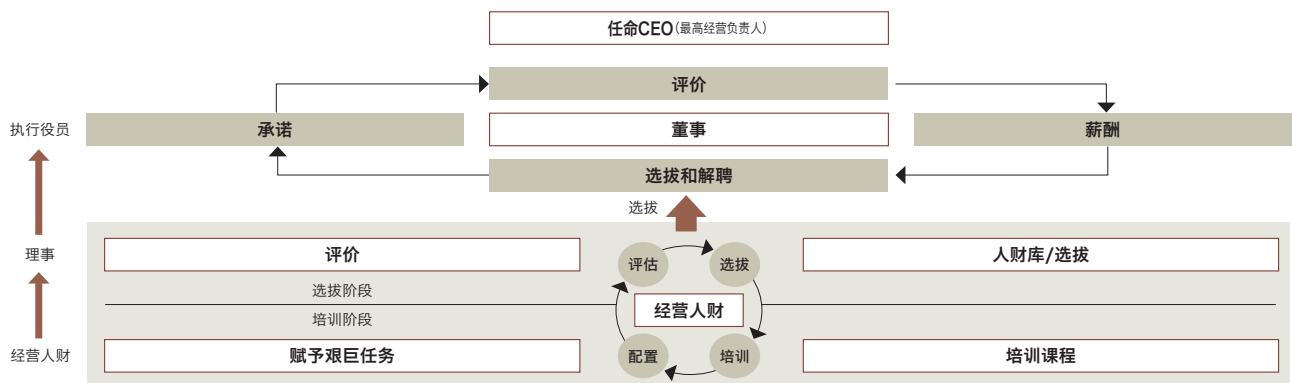 任命CEO（最高经营负责人）
评价
执行役员
承诺
董事
薪酬
选拔和解聘
选拔
理事
评价
评估
选拔
人财库/选拔
选拔阶段
经营人财
培训阶段
经营人财
赋予艰巨任务
配置
培训
培训课程